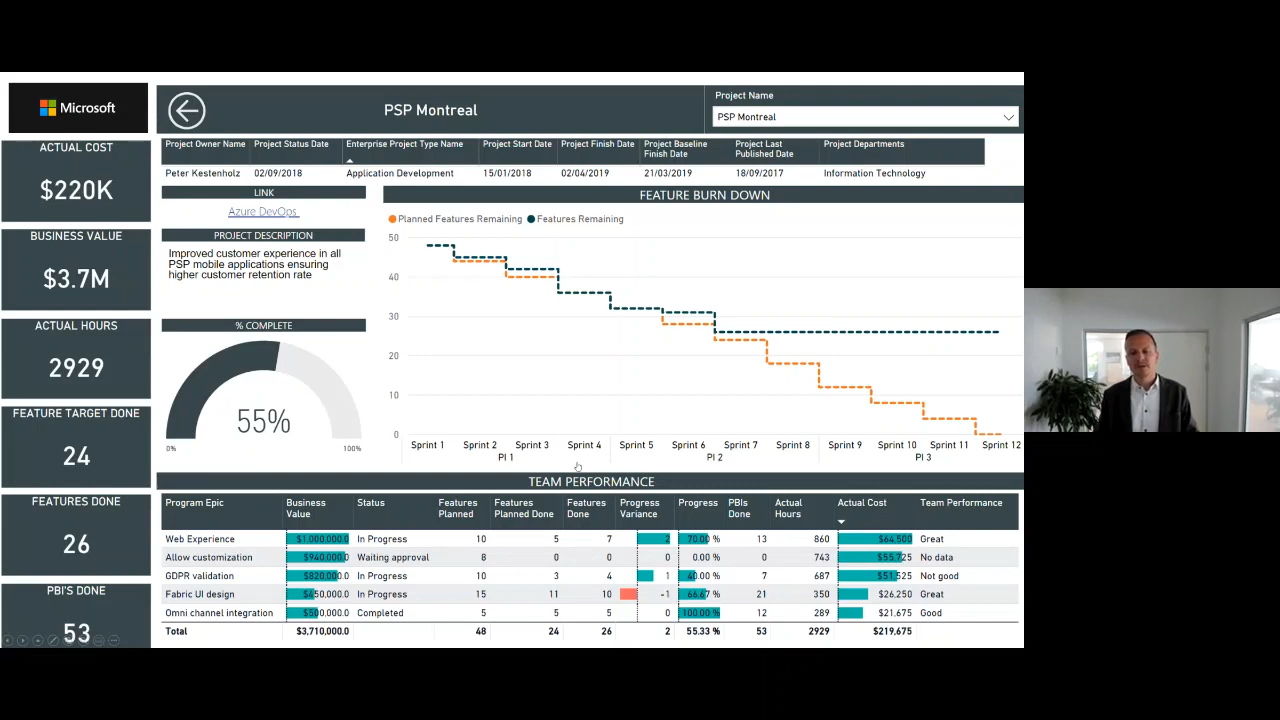 Microsoft
PSP Montreal
Project Name
PSP Montreal
ACTUAL COST
$220K
BUSINESS VALUE
$3.7M
ACTUAL HOURS
2929
FEATURE TARGET DONE
24
FEATURES DONE
26
PBI'S DONE
53
Project Owner Name Project Status Date Enterprise Project Type Name Project Start Date Project Finish Date Project Baseline Finish Date Project Last Published Date Project Departments
Peter Kestenholz 02/09/2018 Application Development 15/01/2018 02/04/2019 21/03/2019 18/09/2017 Information Technology
LINK
Azure DevOps
PROJECT DESCRIPTION
Improved customer experience in all
PSP mobile applications ensuring
higher customer retention rate
% COMPLETE
55%
0% 100%
FEATURE BURN DOWN
Planned Features Remaining Features Remaining
50
40
30
20
10
0
Sprint 1 Sprint 2 Sprint 3 Sprint 4 Sprint 5 Sprint 6 Sprint 7 Sprint 8 Sprint 9 Sprint 10 Sprint 11 Sprint 12
PI 1 PI 2 PI 3
TEAM PERFORMANCE
Program Epic Business Value Status Features Planned Features Planned Done Features Done Progress Variance Progress PBIs Done Actual Hours Actual Cost Team Performance
Web Experience $1.000.000.0 In Progress 10 5 7 2 70.00 % 13 860 $64,500 Great
Allow customization $940,000.0 Waiting approval 8 0 0 0 0.00 % 0 743 $55,725 No data
GDPR validation $820,000.0 In Progress 10 3 4 1 40.00 % 7 687 $51,525 Not good
Fabric UI design $450,000.0 In Progress 15 11 10 -1 66.67 % 21 350 $26,250 Great
Omni channel integration $500,000.0 Completed 5 5 5 0 100.00 % 12 289 $21,675 Good
Total $3,710,000.0 48 24 26 2 55.33 % 53 2929 $219,675